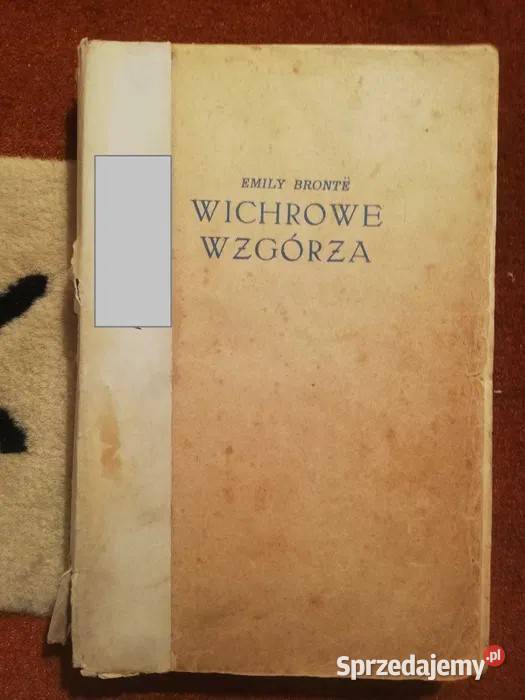 EMILY BRONTË
WICHROWE
WZGÓRZA
Sprzedajemy.pl